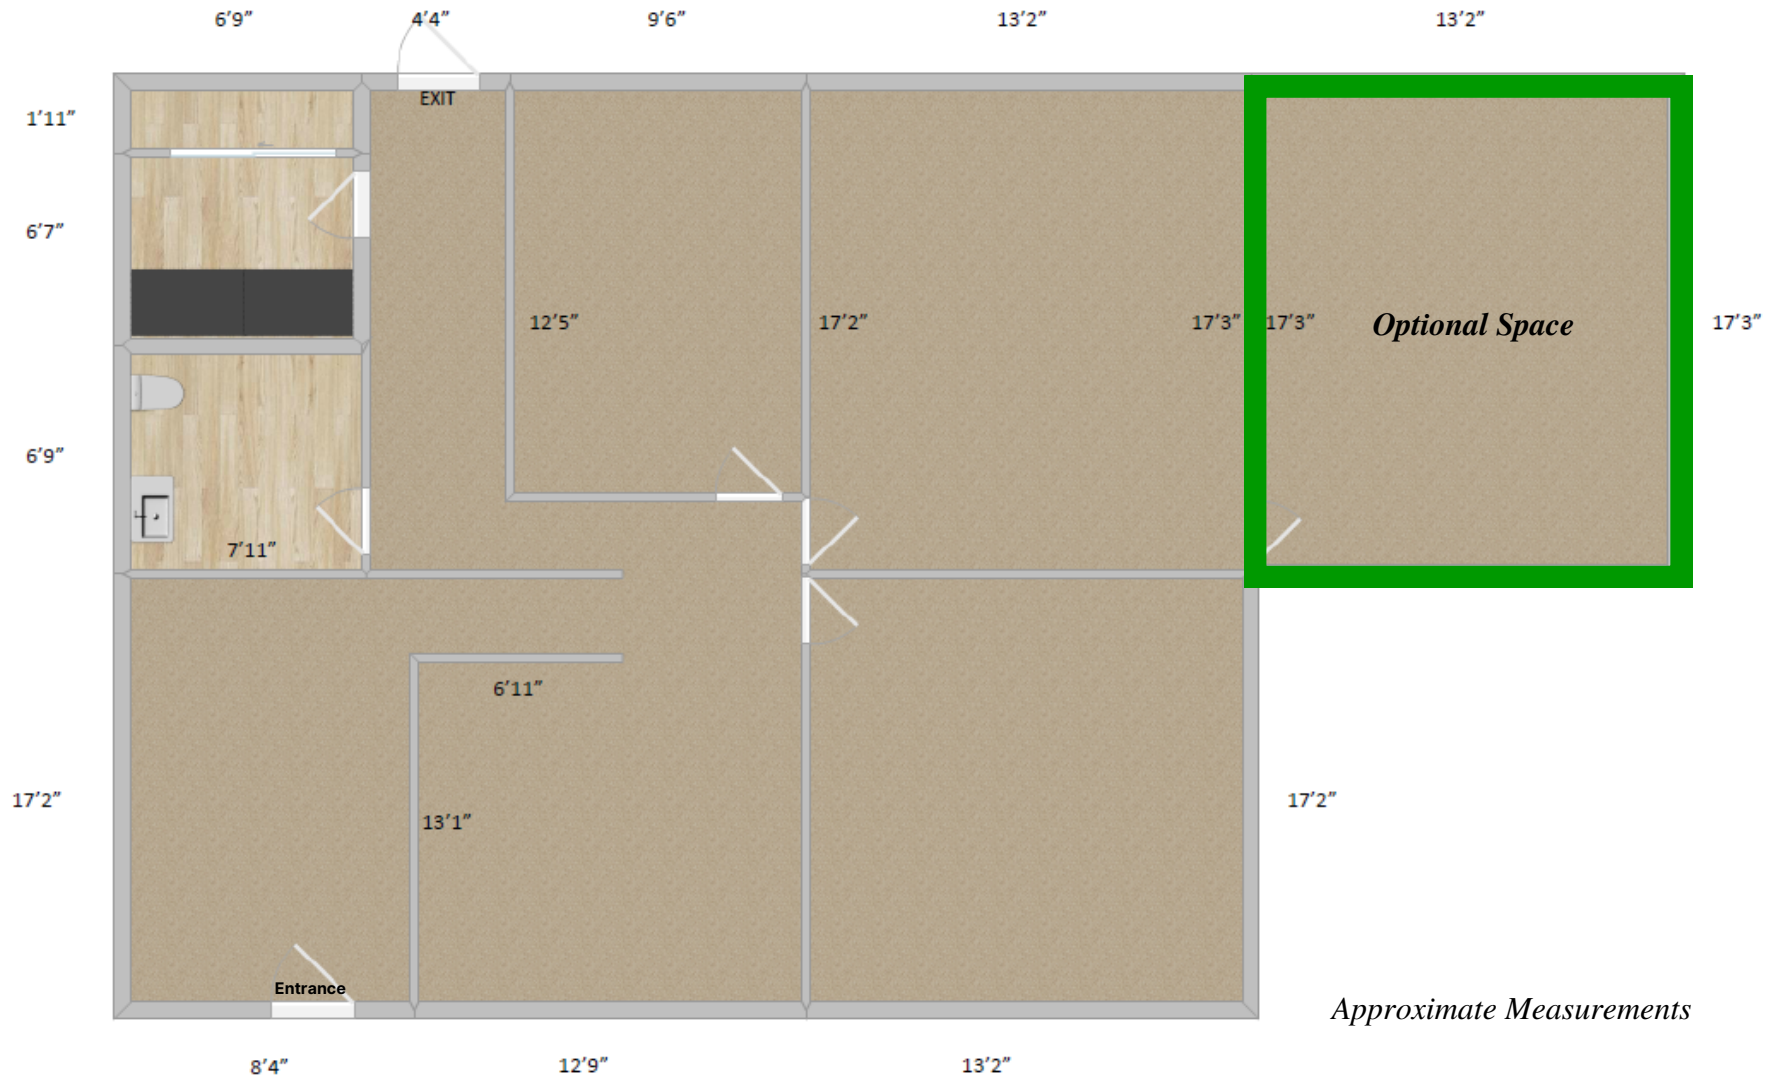 6’9” 4’4” 9’6” 13’2” 13’2”
EXIT
1’11”
6’7”
12’5” 17’2” 17’3” 17’3” Optional Space 17’3”
6’9”
7’11”
6’11”
17’2” 17’2”
13’1”
Entrance
Approximate Measurements
8’4” 12’9” 13’2”